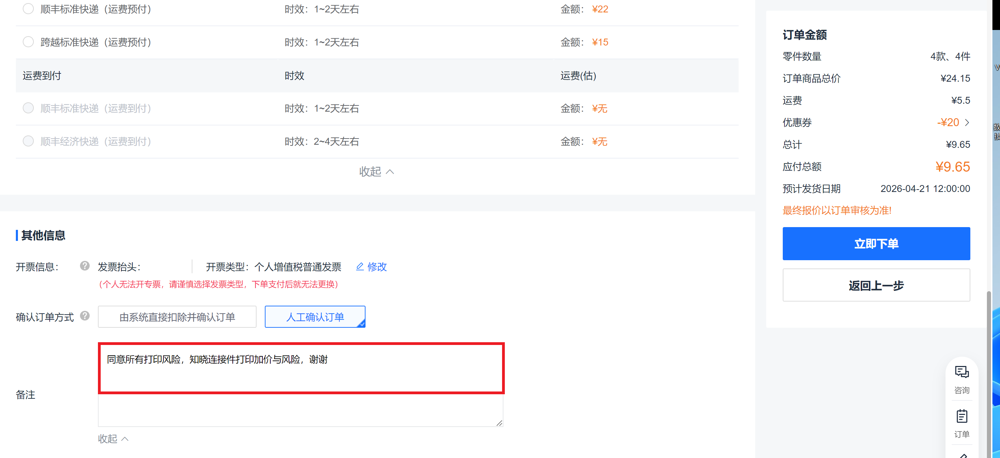 顺丰标准快递（运费预付） 时效：1~2天左右 金额： ¥22
跨越标准快递（运费预付） 时效：1~2天左右 金额： ¥15
运费到付 时效 运费(估)
顺丰标准快递（运费到付） 时效：1~2天左右 金额： ¥无
顺丰经济快递（运费到付） 时效：2~4天左右 金额： ¥无
收起
其他信息
开票信息： ? 发票抬头： 开票类型：个人增值税普通发票 修改
（个人无法开专票，请谨慎选择发票类型，下单支付后就无法更换）
确认订单方式 ? 由系统直接扣除并确认订单 人工确认订单
同意所有打印风险，知晓连接件打印加价与风险，谢谢
备注
收起
订单金额
零件数量 4款、4件
订单商品总价 ¥24.15
运费 ¥5.5
优惠券 -¥20
总计 ¥9.65
应付总额 ¥9.65
预计发货日期 2026-04-21 12:00:00
最终报价以订单审核为准!
立即下单
返回上一步
咨询
订单
V
数
技